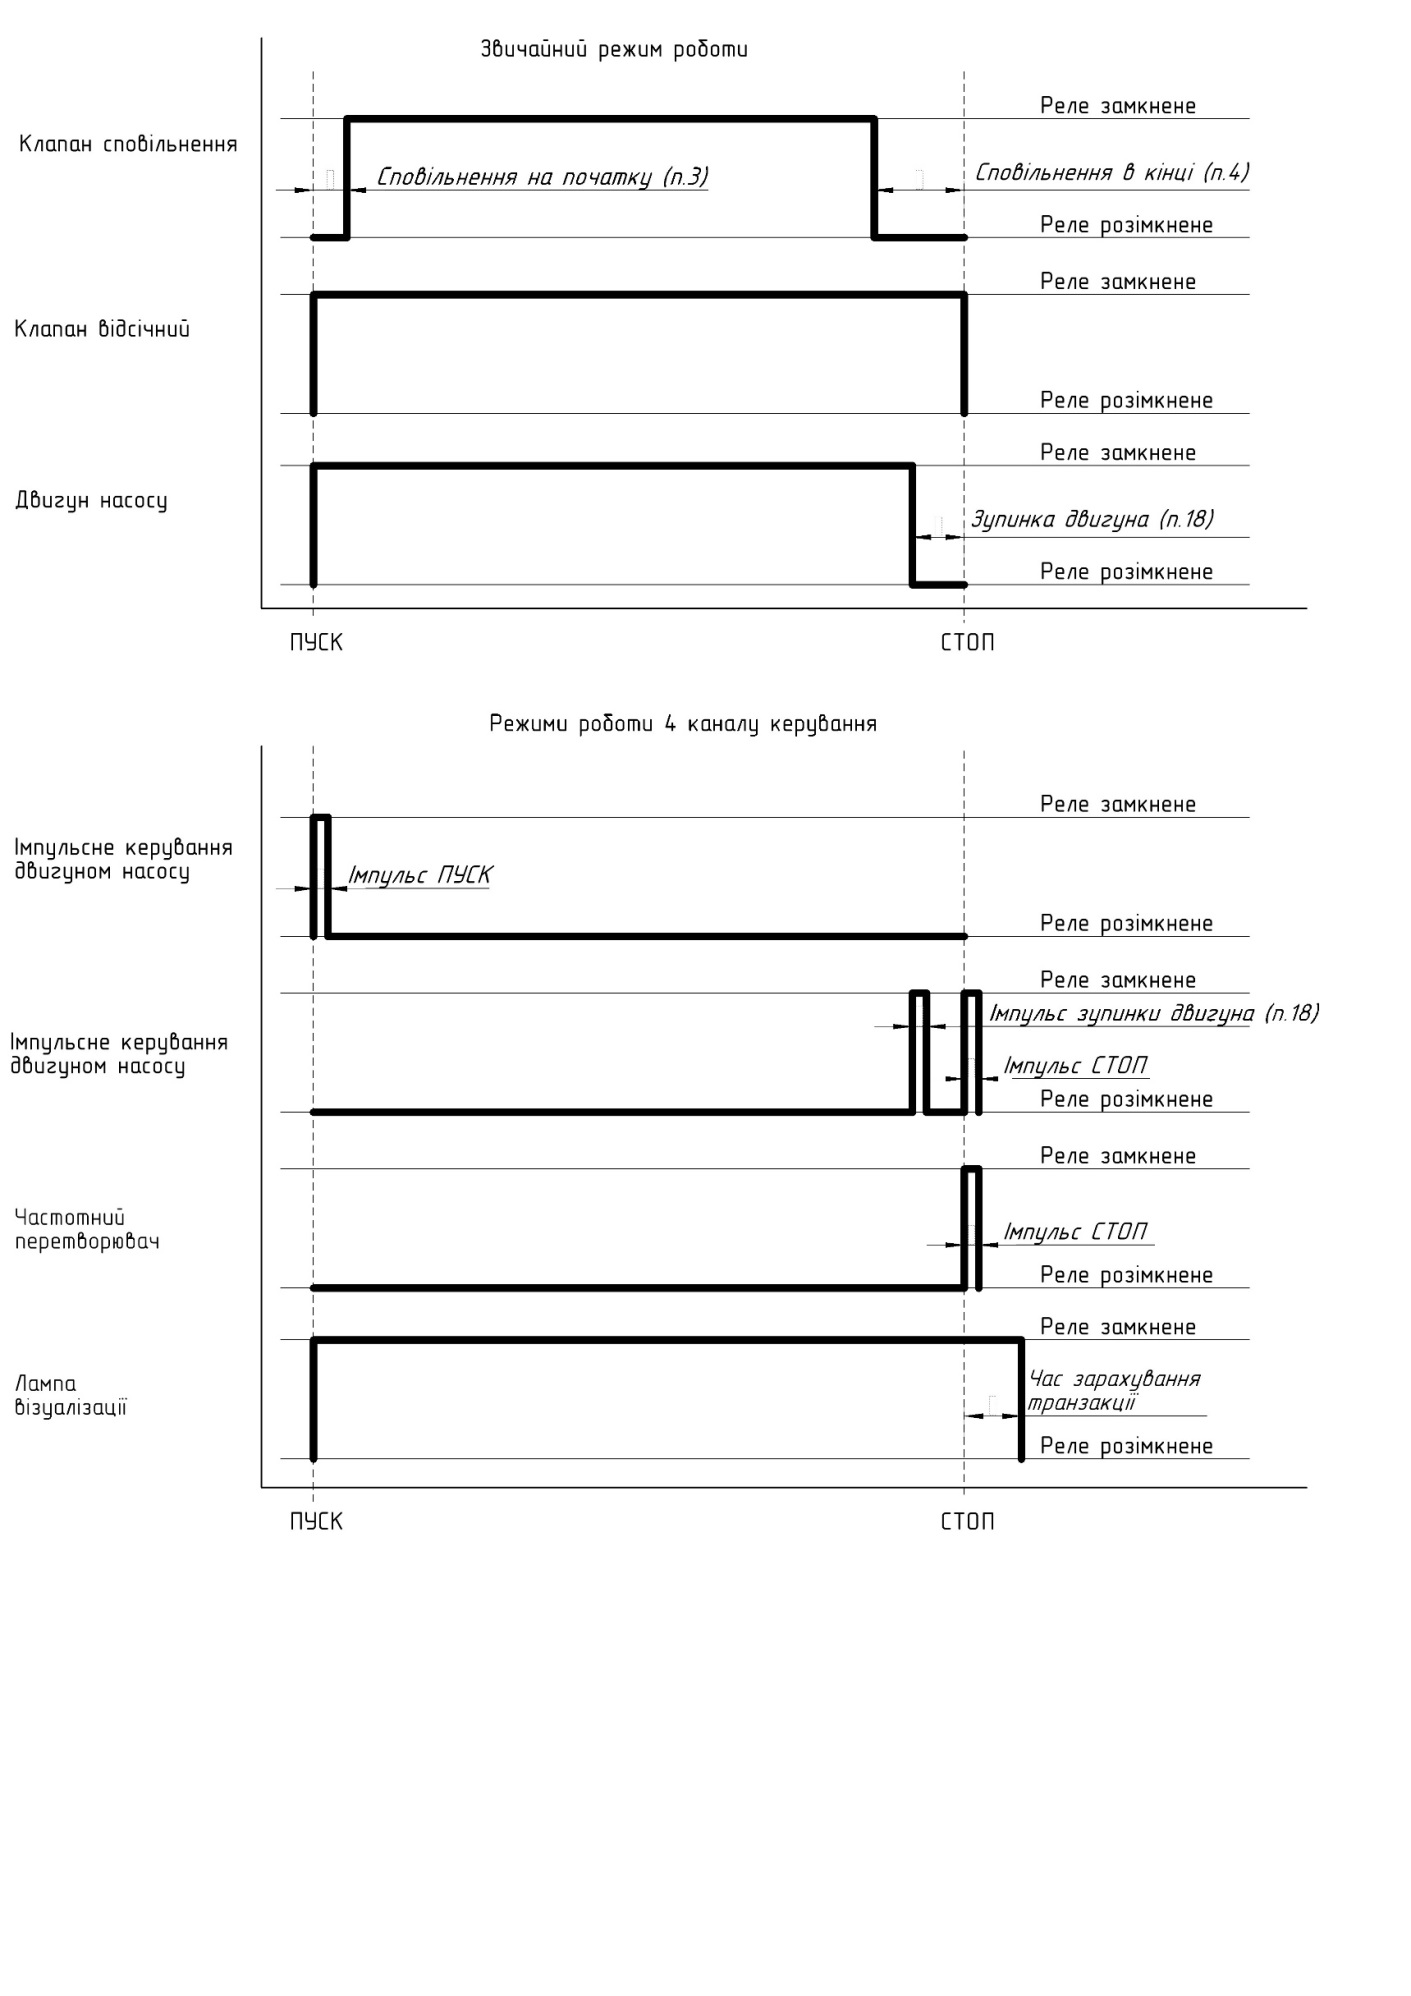 Звичайний режим роботи
Реле замкнене
Клапан сповільнення
Сповільнення на початку (п.3)
Сповільнення в кінці (п.4)
Реле розімкнене
Реле замкнене
Клапан відсічний
Реле розімкнене
Реле замкнене
Двигун насосу
Зупинка двигуна (п.18)
Реле розімкнене
ПУСК
СТОП
Режими роботи 4 каналу керування
Реле замкнене
Імпульсне керування
двигуном насосу
Імпульс ПУСК
Реле розімкнене
Реле замкнене
Імпульс зупинки двигуна (п.18)
Імпульсне керування
двигуном насосу
Імпульс СТОП
Реле розімкнене
Реле замкнене
Частотний
перетворювач
Імпульс СТОП
Реле розімкнене
Реле замкнене
Лампа
візуалізації
Час зарахування
транзакції
Реле розімкнене
ПУСК
СТОП